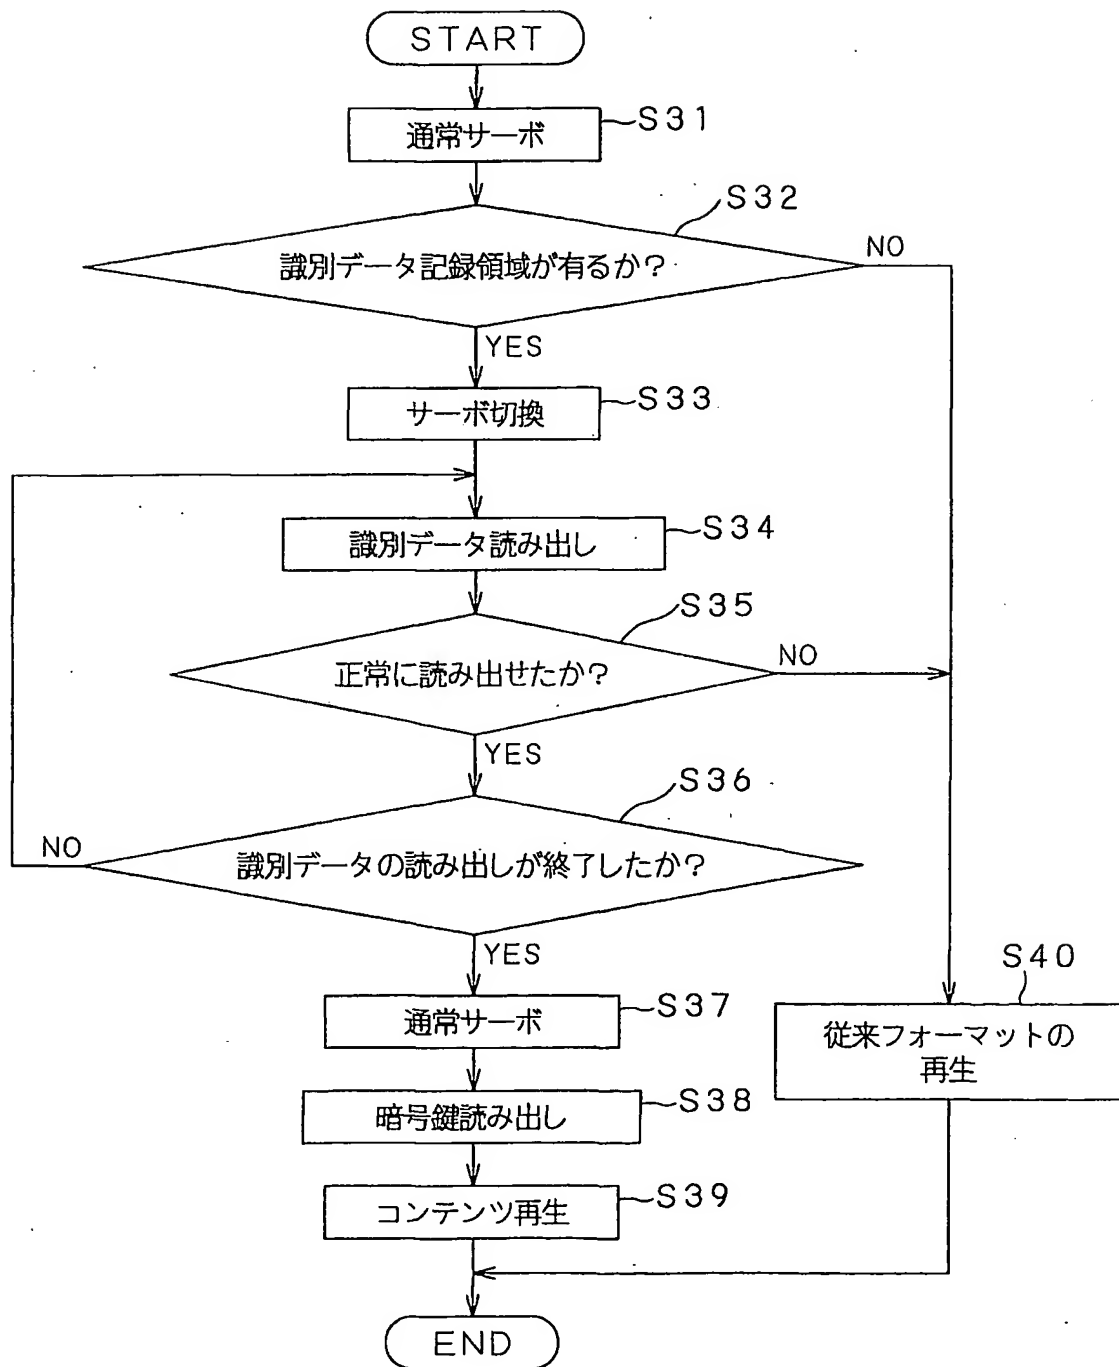 START
通常サーボ
S31
S32
識別データ記録領域が有るか？
NO
YES
サーボ切換
S33
識別データ読み出し
S34
S35
正常に読み出せたか？
NO
YES
S36
NO
識別データの読み出しが終了したか？
YES
通常サーボ
S37
S40
従来フォーマットの
再生
暗号鍵読み出し
S38
コンテンツ再生
S39
END